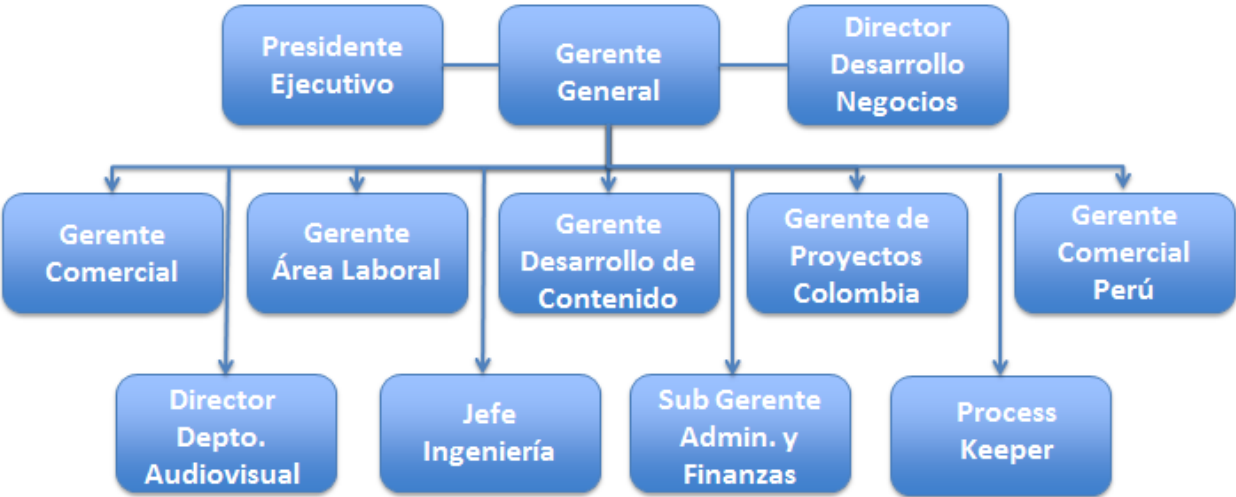 Presidente
Ejecutivo
Gerente
General
Director
Desarrollo
Negocios
Gerente
Comercial
Gerente
Área Laboral
Gerente
Desarrollo de
Contenido
Gerente de
Proyectos
Colombia
Gerente
Comercial
Perú
Director
Depto.
Audiovisual
Jefe
Ingeniería
Sub Gerente
Admin. y
Finanzas
Process
Keeper